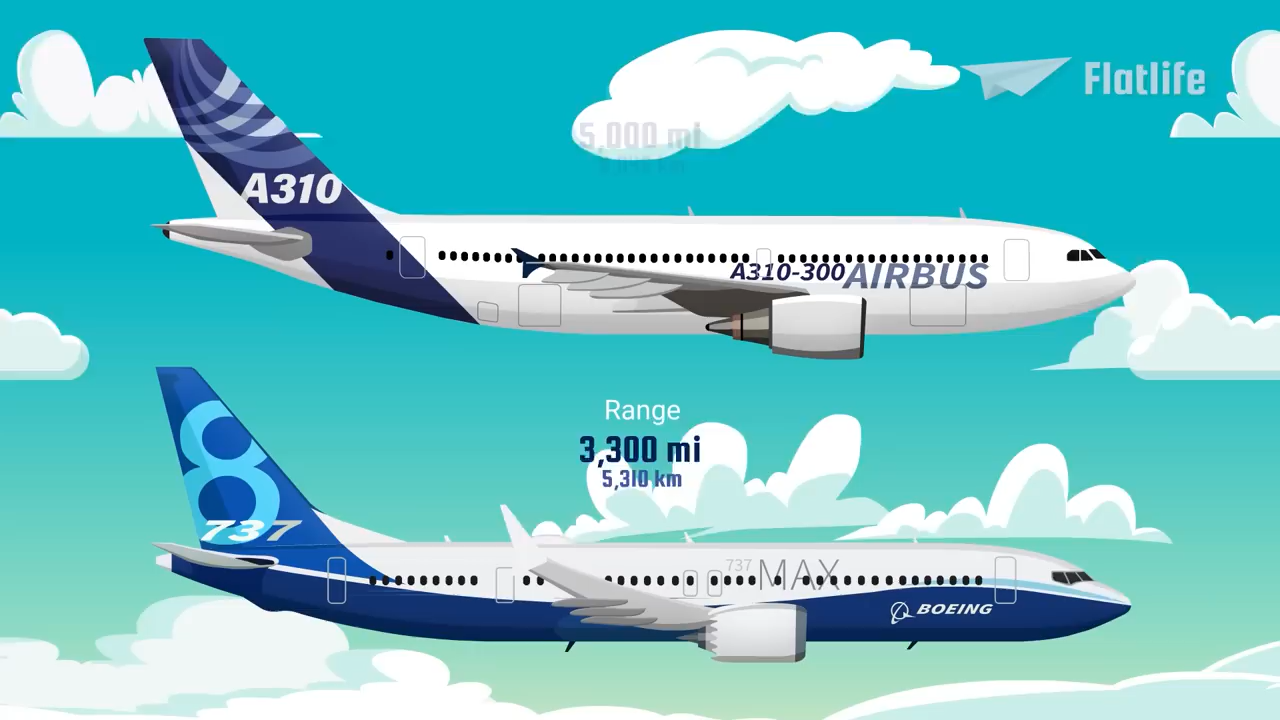 Flatlife
5,000 mi
A310
A310-300 AIRBUS
Range
3,300 mi
5,310 km
8
737
737 MAX
BOEING